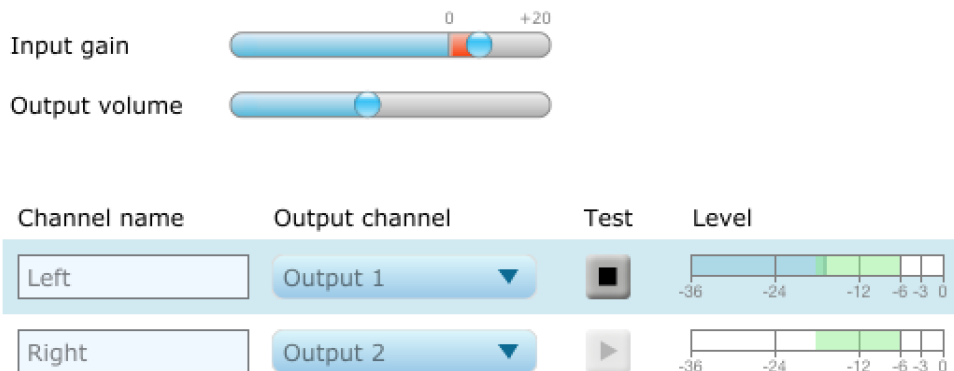 0 +20
Input gain
Output volume
Channel name Output channel Test Level
Left Output 1
-36 -24 -12 -6 -3 0
Right Output 2
-36 -24 -12 -6 -3 0